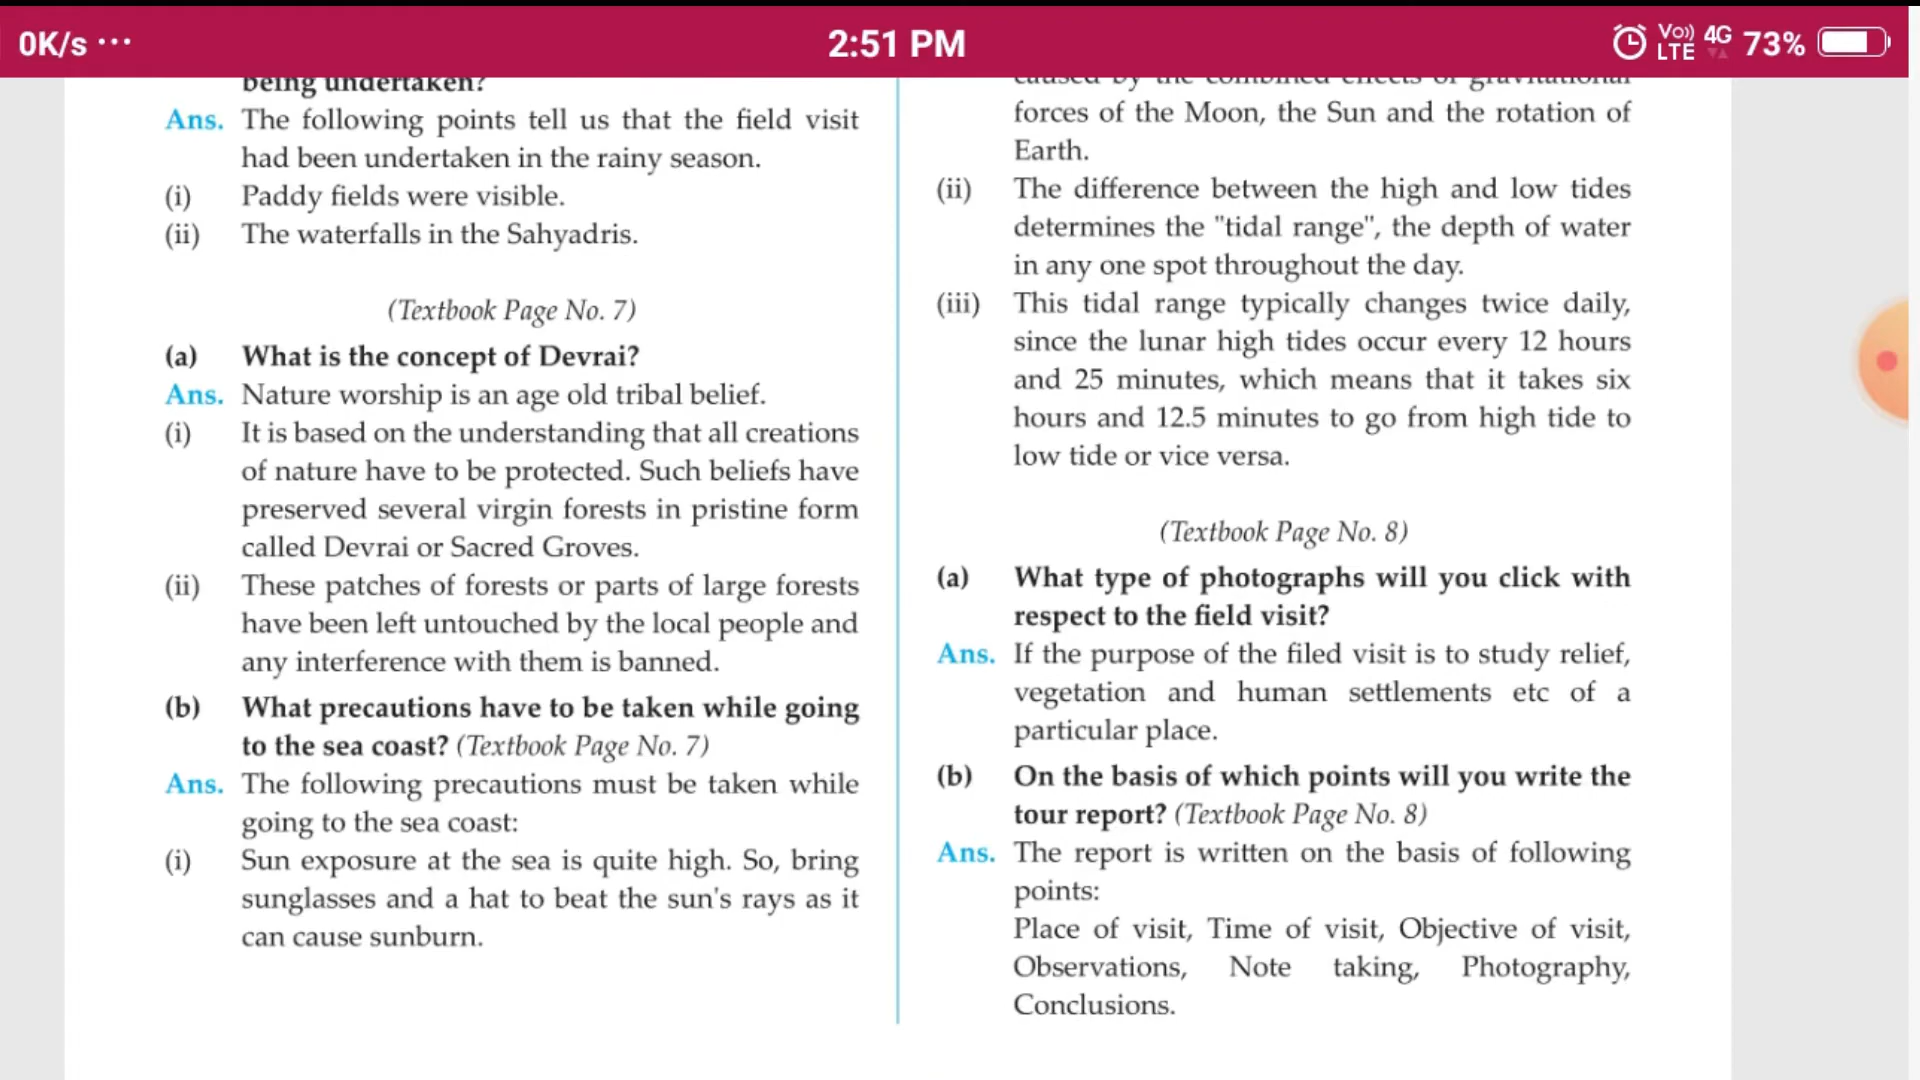 0K/s ...
2:51 PM
Vo)) LTE 4G 73%
being undertaken?
Ans. The following points tell us that the field visit
had been undertaken in the rainy season.
(i) Paddy fields were visible.
(ii) The waterfalls in the Sahyadris.
(Textbook Page No. 7)
(a) What is the concept of Devrai?
Ans. Nature worship is an age old tribal belief.
(i) It is based on the understanding that all creations
of nature have to be protected. Such beliefs have
preserved several virgin forests in pristine form
called Devrai or Sacred Groves.
(ii) These patches of forests or parts of large forests
have been left untouched by the local people and
any interference with them is banned.
(b) What precautions have to be taken while going
to the sea coast? (Textbook Page No. 7)
Ans. The following precautions must be taken while
going to the sea coast:
(i) Sun exposure at the sea is quite high. So, bring
sunglasses and a hat to beat the sun's rays as it
can cause sunburn.
caused by the combined effects of gravitational
forces of the Moon, the Sun and the rotation of
Earth.
(ii) The difference between the high and low tides
determines the "tidal range", the depth of water
in any one spot throughout the day.
(iii) This tidal range typically changes twice daily,
since the lunar high tides occur every 12 hours
and 25 minutes, which means that it takes six
hours and 12.5 minutes to go from high tide to
low tide or vice versa.
(Textbook Page No. 8)
(a) What type of photographs will you click with
respect to the field visit?
Ans. If the purpose of the filed visit is to study relief,
vegetation and human settlements etc of a
particular place.
(b) On the basis of which points will you write the
tour report? (Textbook Page No. 8)
Ans. The report is written on the basis of following
points:
Place of visit, Time of visit, Objective of visit,
Observations, Note taking, Photography,
Conclusions.